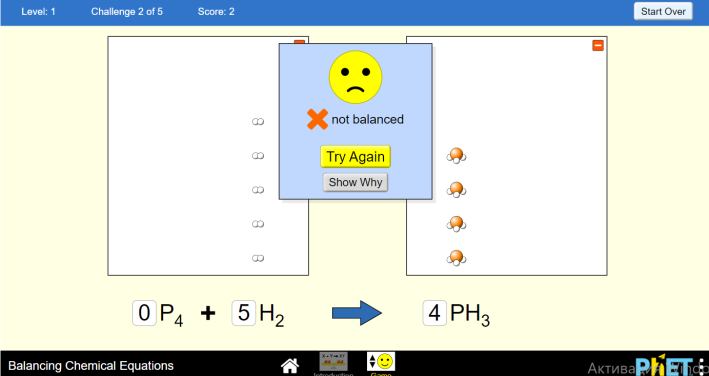 Level: 1 Challenge 2 of 5 Score: 2 Start Over
not balanced
Try Again
Show Why
0 P4 + 5 H2 4 PH3
Balancing Chemical Equations
X + Y ⇒ XY
Introduction Game
PhET